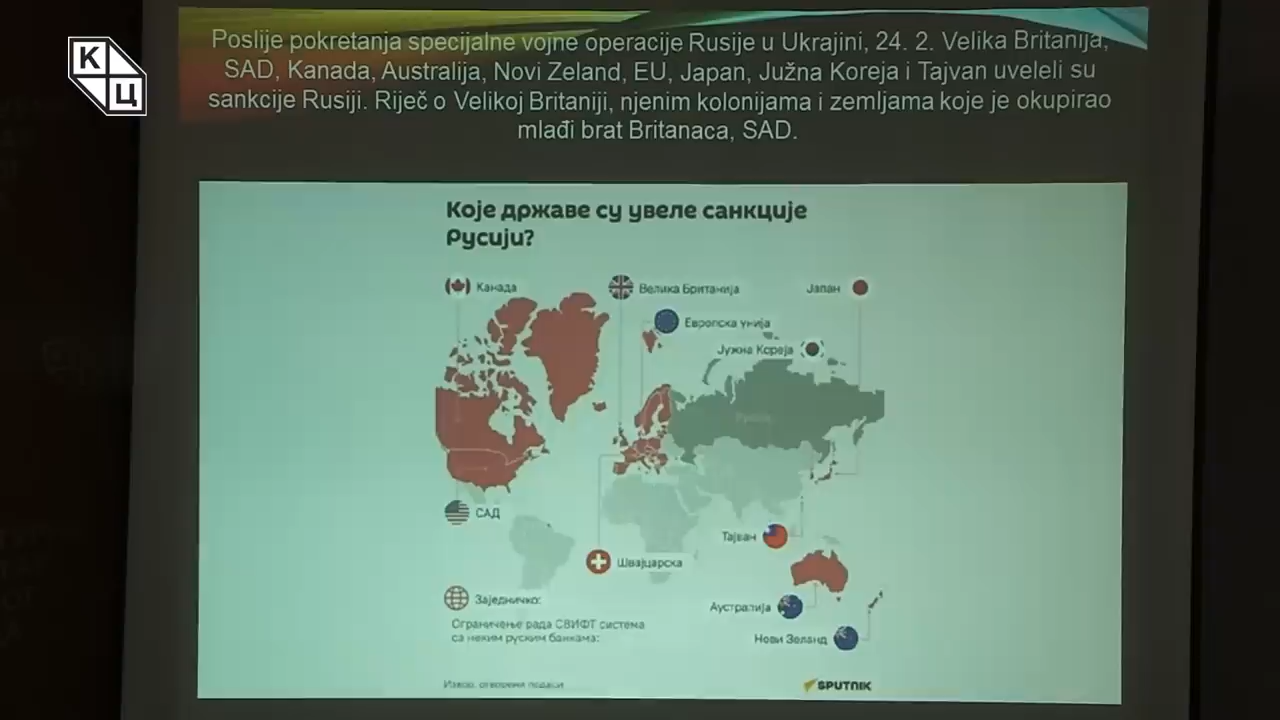 К
Ц
Poslije pokretanja specijalne vojne operacije Rusije u Ukrajini, 24. 2. Velika Britanija,
SAD, Kanada, Australija, Novi Zeland, EU, Japan, Južna Koreja i Tajvan uveleli su
sankcije Rusiji. Riječ o Velikoj Britaniji, njenim kolonijama i zemljama koje je okupirao
mlađi brat Britanaca, SAD.
Које државе су увеле санкције
Русији?
Канада
Велика Британија
Јапан
Европска унија
Јужна Кореја
САД
Тајван
Швајцарска
Заједничко:
Аустралија
Ограничење рада СВИФТ система
са неким руским банкама:
Нови Зеланд
Извор: отворени подаци
SPUTNIK